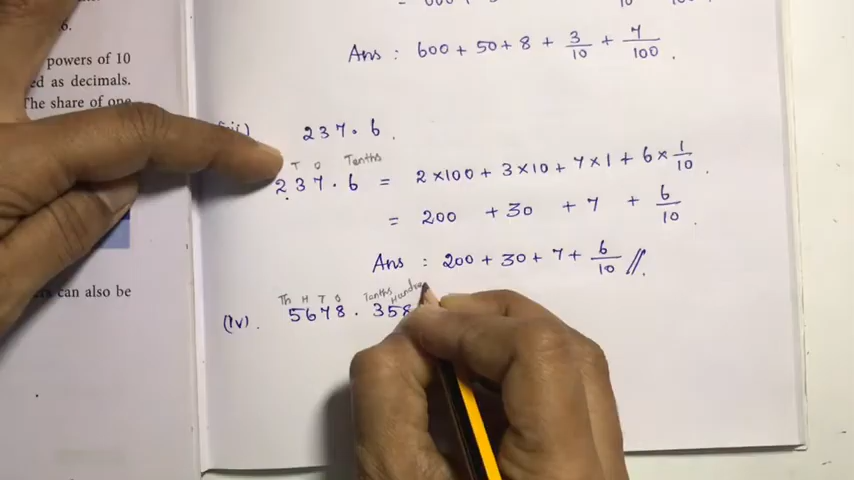 6.
powers of 10
ed as decimals.
The share of one
can also be
Ans : 600 + 50 + 8 + 3/10 + 7/100 .
237.6 .
T O Tenths
237.6 = 2×100 + 3×10 + 7×1 + 6×1/10 .
= 200 + 30 + 7 + 6/10 .
Ans : 200 + 30 + 7 + 6/10 //.
Th H T O Tenths
(iv). 5678.358